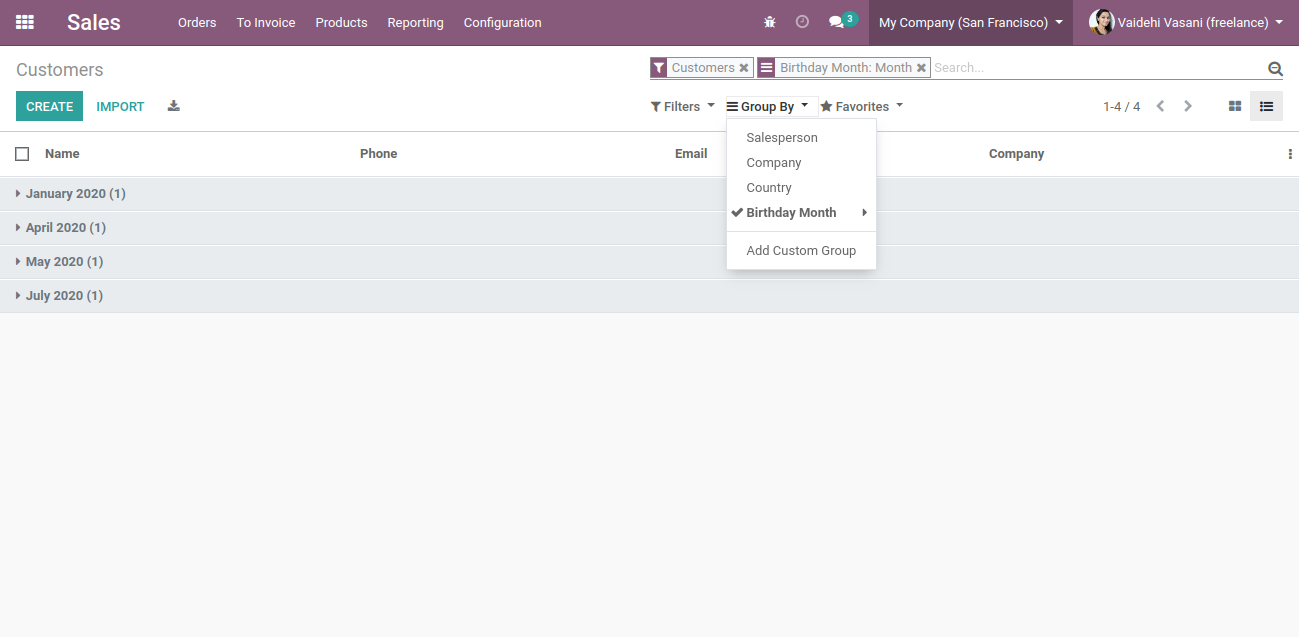 Sales Orders To Invoice Products Reporting Configuration 3 My Company (San Francisco) Vaidehi Vasani (freelance)
Customers Customers Birthday Month: Month Search...
CREATE IMPORT Filters Group By Favorites 1-4 / 4
Salesperson
Name Phone Email Company
Company
Country
January 2020 (1)
Birthday Month
April 2020 (1)
Add Custom Group
May 2020 (1)
July 2020 (1)